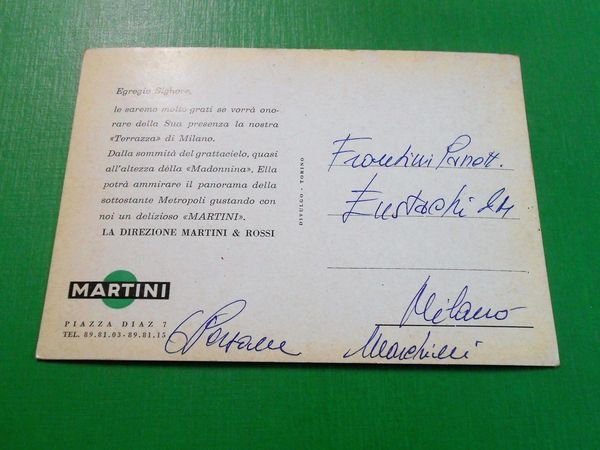 Egregio Signore,
le saremo molto grati se vorrà ono-
rare della Sua presenza la nostra
«Terrazza» di Milano.
Dalla sommità del grattacielo, quasi
all'altezza della «Madonnina», Ella
potrà ammirare il panorama della
sottostante Metropoli gustando con
noi un delizioso «MARTINI».
LA DIREZIONE MARTINI & ROSSI
MARTINI
PIAZZA DIAZ 7
TEL. 89.81.03 - 89.81.15
DIVULGO - TORINO
Eustachi 24
Milano